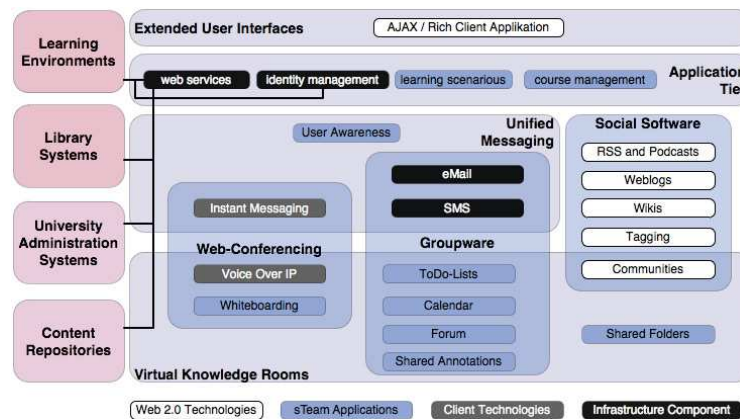 Extended User Interfaces
AJAX / Rich Client Applikation
Learning
Environments
web services
identity management
learning scenarious
course management
Application
Tie
Library
Systems
User Awareness
Unified
Messaging
Social Software
RSS and Podcasts
eMail
Weblogs
University
Administration
Systems
Instant Messaging
SMS
Wikis
Web-Conferencing
Groupware
Tagging
Voice Over IP
ToDo-Lists
Communities
Content
Repositories
Whiteboarding
Calendar
Forum
Shared Folders
Shared Annotations
Virtual Knowledge Rooms
Web 2.0 Technologies
sTeam Applications
Client Technologies
Infrastructure Component